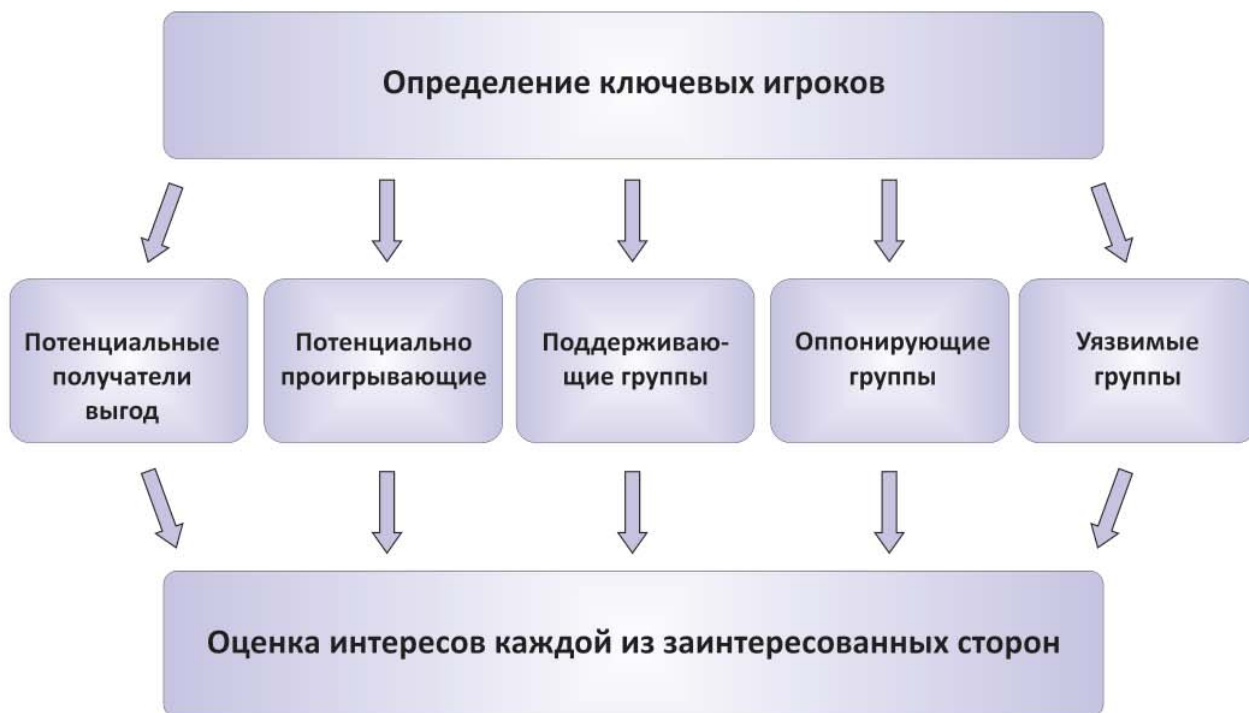 Определение ключевых игроков
Потенциальные
получатели
выгод
Потенциально
проигрывающие
Поддерживаю-
щие группы
Оппонирующие
группы
Уязвимые
группы
Оценка интересов каждой из заинтересованных сторон